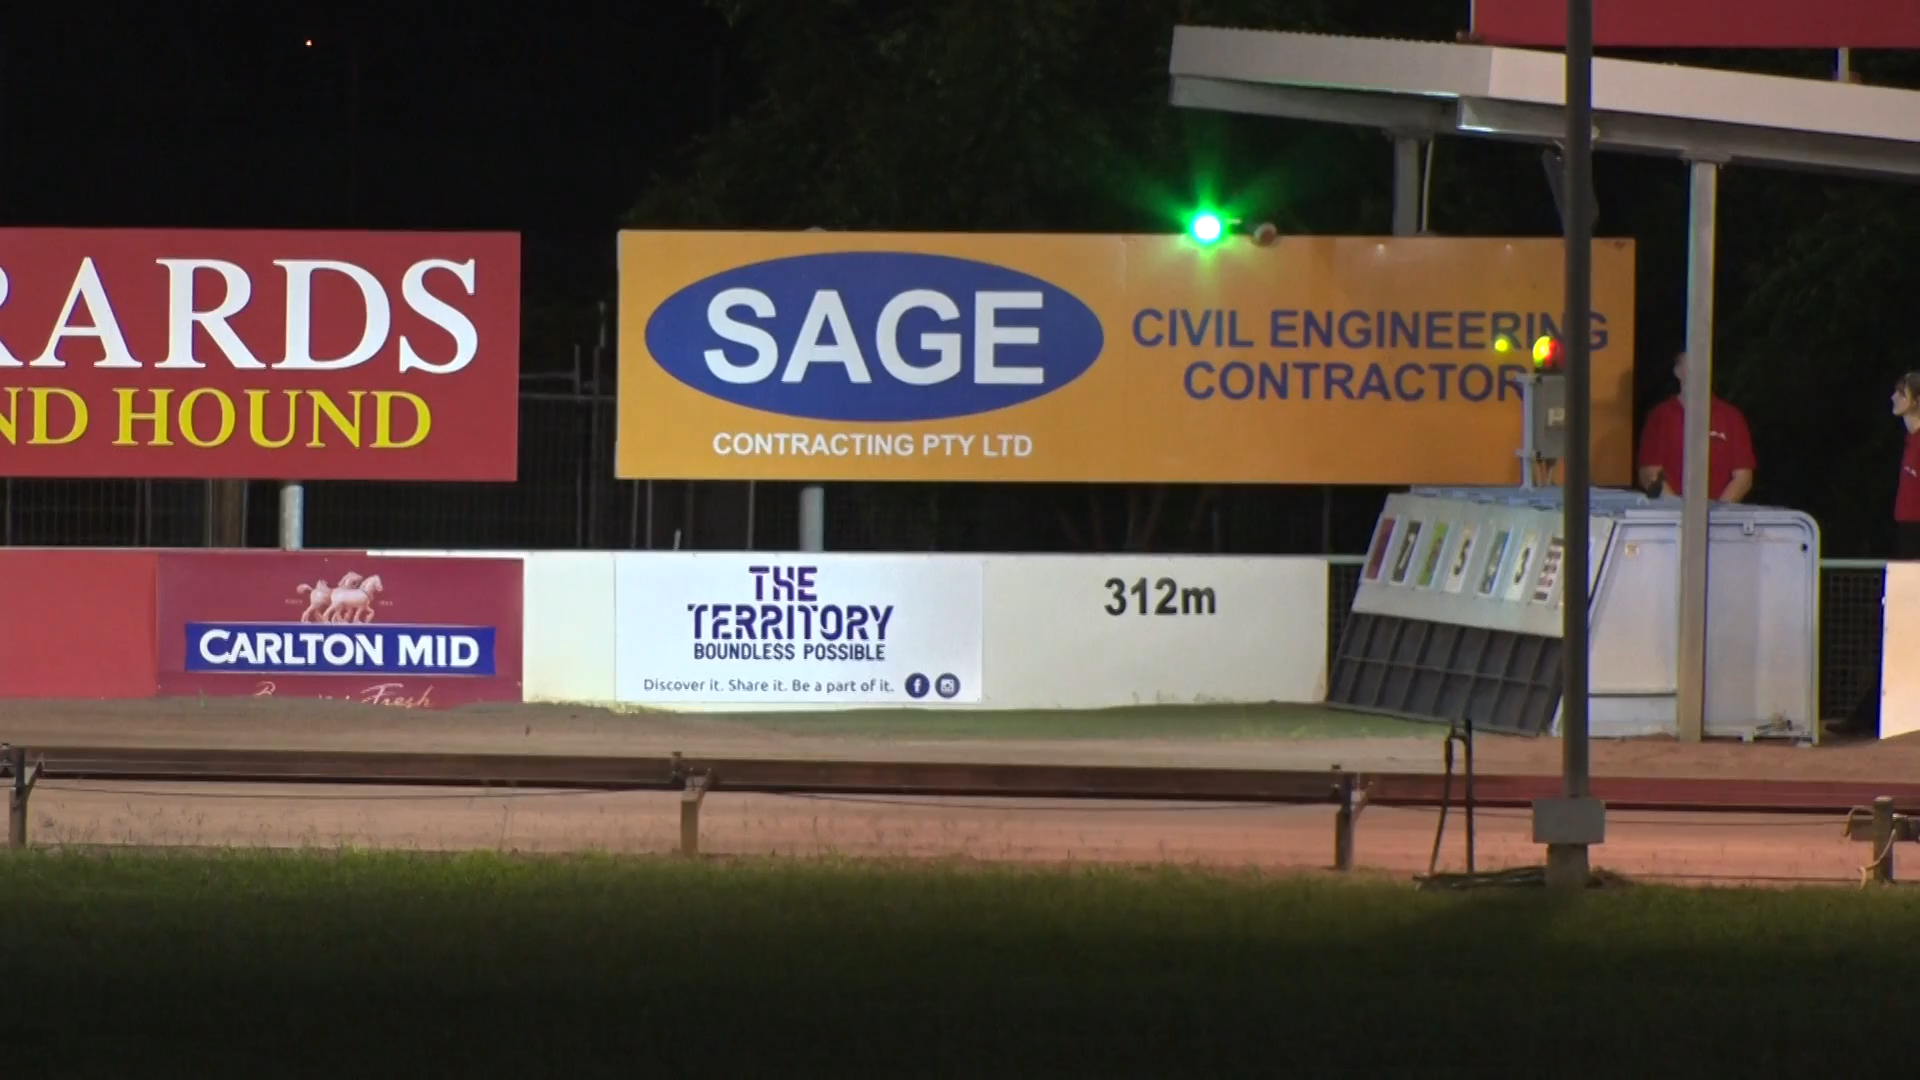 RARDS
ND HOUND
SAGE
CONTRACTING PTY LTD
CIVIL ENGINEERING
CONTRACTOR
CARLTON MID
Fresh
THE
TERRITORY
BOUNDLESS POSSIBLE
Discover it. Share it. Be a part of it.
312m